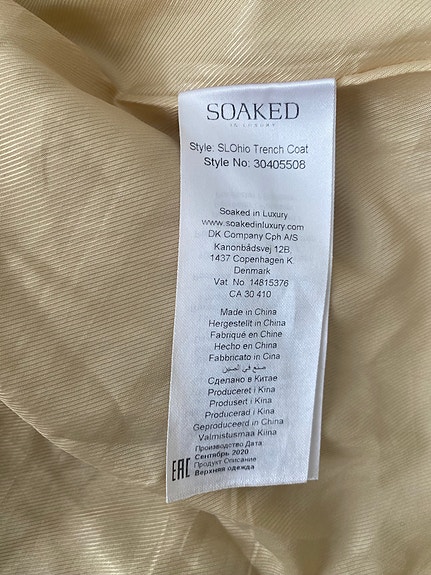 SOAKED
IN LUXURY
Style: SLOhio Trench Coat
Style No: 30405508
Soaked in Luxury
www.soakedinluxury.com
DK Company Cph A/S
Kanonbådsvej 12B,
1437 Copenhagen K
Denmark
Vat. No. 14815376
CA 30 410
Made in China
Hergestellt in China
Fabriqué en Chine
Hecho en China
Fabbricato in Cina
صنع في الصين
Сделано в Китае
Produceret i Kina
Produsert i Kina
Producerad i Kina
Geproduceerd in China
Valmistusmaa Kiina
Производство Дата:
Сентябрь 2020
Продукт Описание
Верхняя одежда
EAC